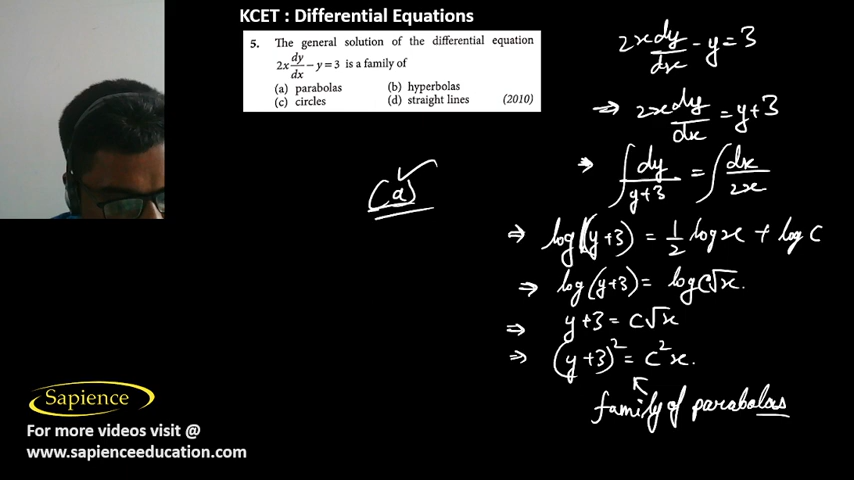 KCET : Differential Equations
5. The general solution of the differential equation
2x dy/dx − y = 3 is a family of
(a) parabolas (b) hyperbolas
(c) circles (d) straight lines (2010)
(a) ✓
2x dy/dx − y = 3
⇒ 2x dy/dx = y + 3
⇒ ∫ dy/y+3 = ∫ dx/2x
⇒ log(y+3) = 1/2 log x + log C
⇒ log(y+3) = log C√x.
⇒ y+3 = C√x
⇒ (y+3)² = C²x.
family of parabolas
Sapience
For more videos visit @
www.sapienceeducation.com